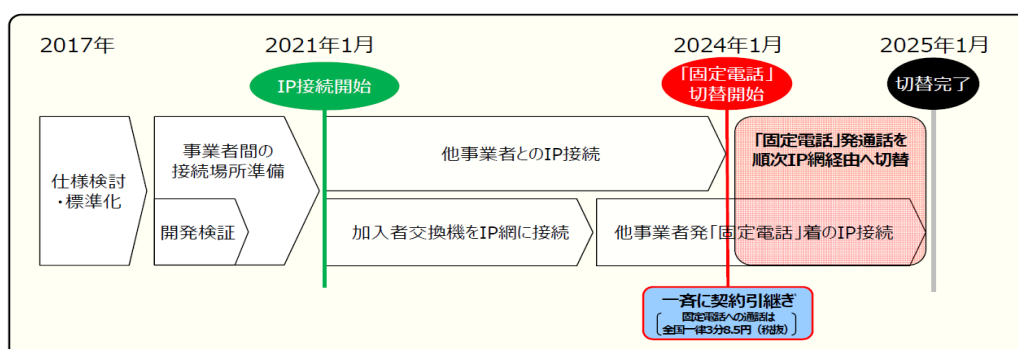 2017年
2021年1月
2024年1月
2025年1月
IP接続開始
「固定電話」
切替開始
切替完了
仕様検討
・標準化
事業者間の
接続場所準備
開発検証
他事業者とのIP接続
加入者交換機をIP網に接続
他事業者発「固定電話」着のIP接続
「固定電話」発通話を
順次IP網経由へ切替
一斉に契約引継ぎ
固定電話への通話は
全国一律3分8.5円（税抜）